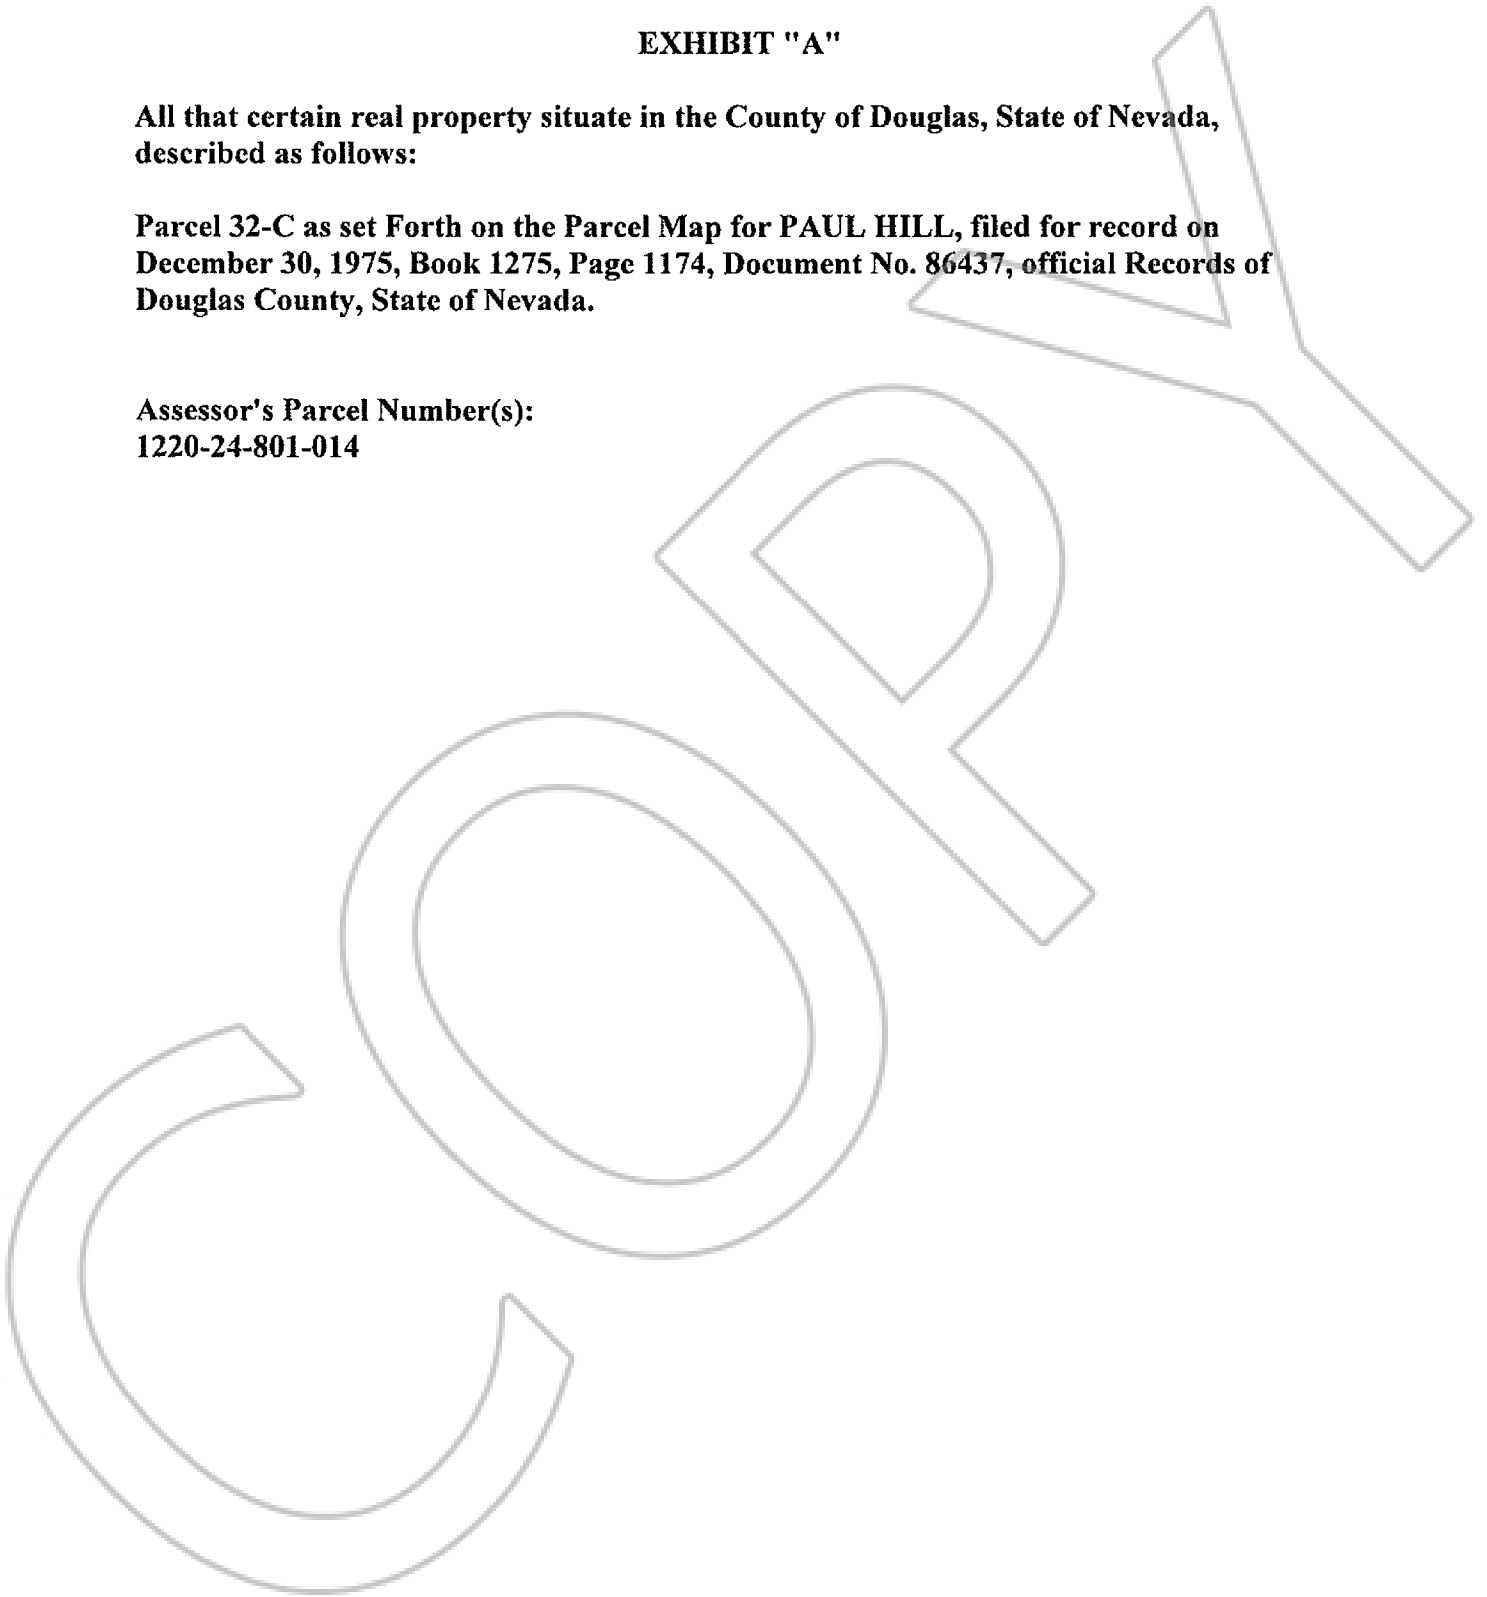 EXHIBIT "A"
All that certain real property situate in the County of Douglas, State of Nevada,
described as follows:
Parcel 32-C as set Forth on the Parcel Map for PAUL HILL, filed for record on
December 30, 1975, Book 1275, Page 1174, Document No. 86437, official Records of
Douglas County, State of Nevada.
Assessor's Parcel Number(s):
1220-24-801-014
COPY